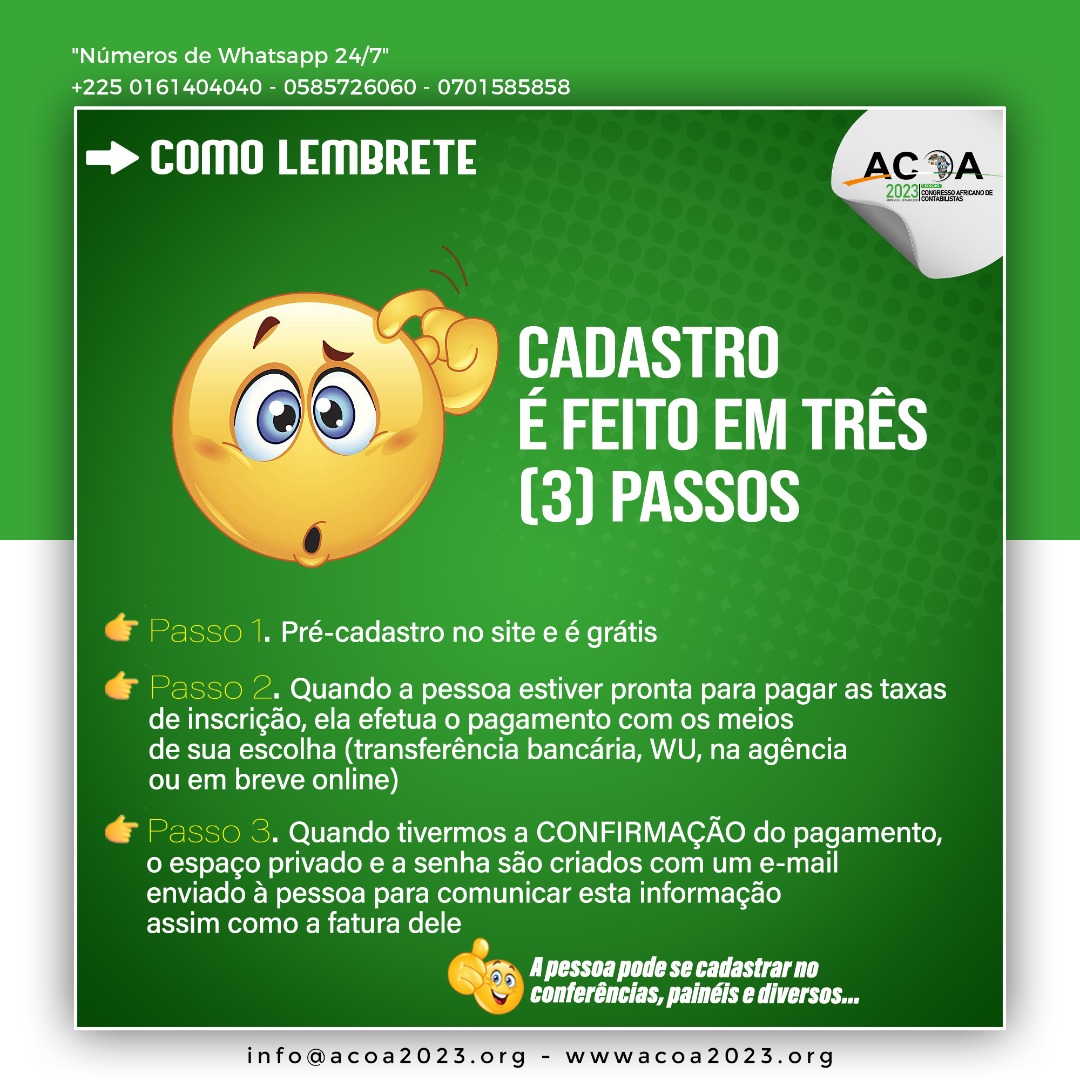 "Números de Whatsapp 24/7"
+225 0161404040 - 0585726060 - 0701585858
COMO LEMBRETE
ACOA
2023
CONGRESSO AFRICANO DE
CONTABILISTAS
CADASTRO
É FEITO EM TRÊS
(3) PASSOS
Passo 1. Pré-cadastro no site e é grátis
Passo 2. Quando a pessoa estiver pronta para pagar as taxas
de inscrição, ela efetua o pagamento com os meios
de sua escolha (transferência bancária, WU, na agência
ou em breve online)
Passo 3. Quando tivermos a CONFIRMAÇÃO do pagamento,
o espaço privado e a senha são criados com um e-mail
enviado à pessoa para comunicar esta informação
assim como a fatura dele
A pessoa pode se cadastrar no
conferências, painéis e diversos...
info@acoa2023.org - wwwacoa2023.org